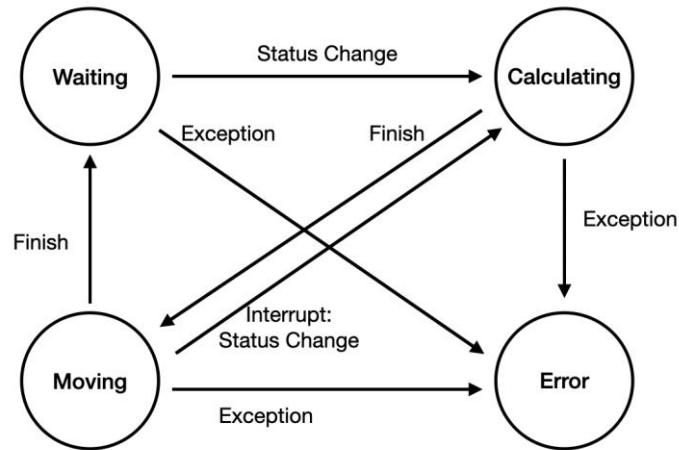 Status Change
Waiting
Calculating
Exception
Finish
Exception
Finish
Interrupt:
Status Change
Moving
Error
Exception